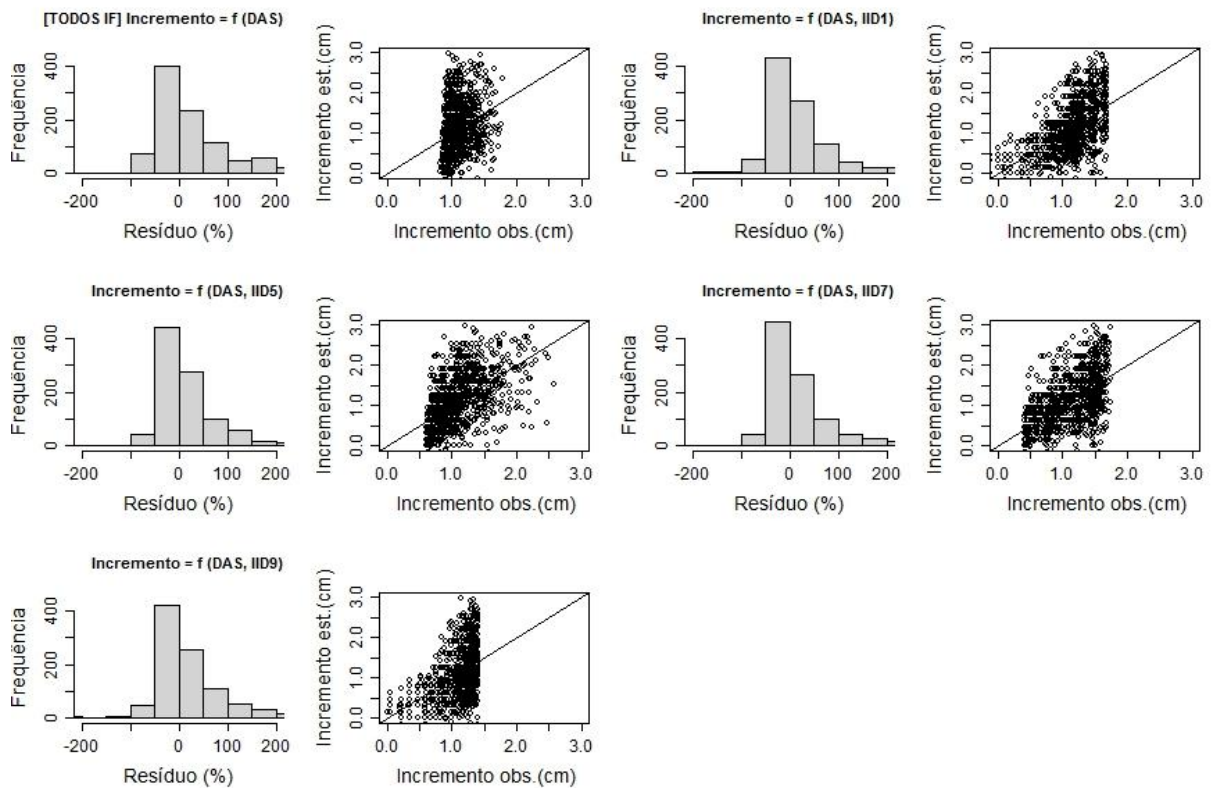 [TODOS IF] Incremento = f (DAS)
Frequência
0 200 400
-200 0 100 200
Resíduo (%)
Incremento est.(cm)
0.0 1.0 2.0 3.0
0.0 1.0 2.0 3.0
Incremento obs.(cm)
Incremento = f (DAS, IID1)
Frequência
0 200 400
-200 0 100 200
Resíduo (%)
Incremento est.(cm)
0.0 1.0 2.0 3.0
0.0 1.0 2.0 3.0
Incremento obs.(cm)
Incremento = f (DAS, IID5)
Frequência
0 200 400
-200 0 100 200
Resíduo (%)
Incremento est.(cm)
0.0 1.0 2.0 3.0
0.0 1.0 2.0 3.0
Incremento obs.(cm)
Incremento = f (DAS, IID7)
Frequência
0 200 400
-200 0 100 200
Resíduo (%)
Incremento est.(cm)
0.0 1.0 2.0 3.0
0.0 1.0 2.0 3.0
Incremento obs.(cm)
Incremento = f (DAS, IID9)
Frequência
0 200 400
-200 0 100 200
Resíduo (%)
Incremento est.(cm)
0.0 1.0 2.0 3.0
0.0 1.0 2.0 3.0
Incremento obs.(cm)